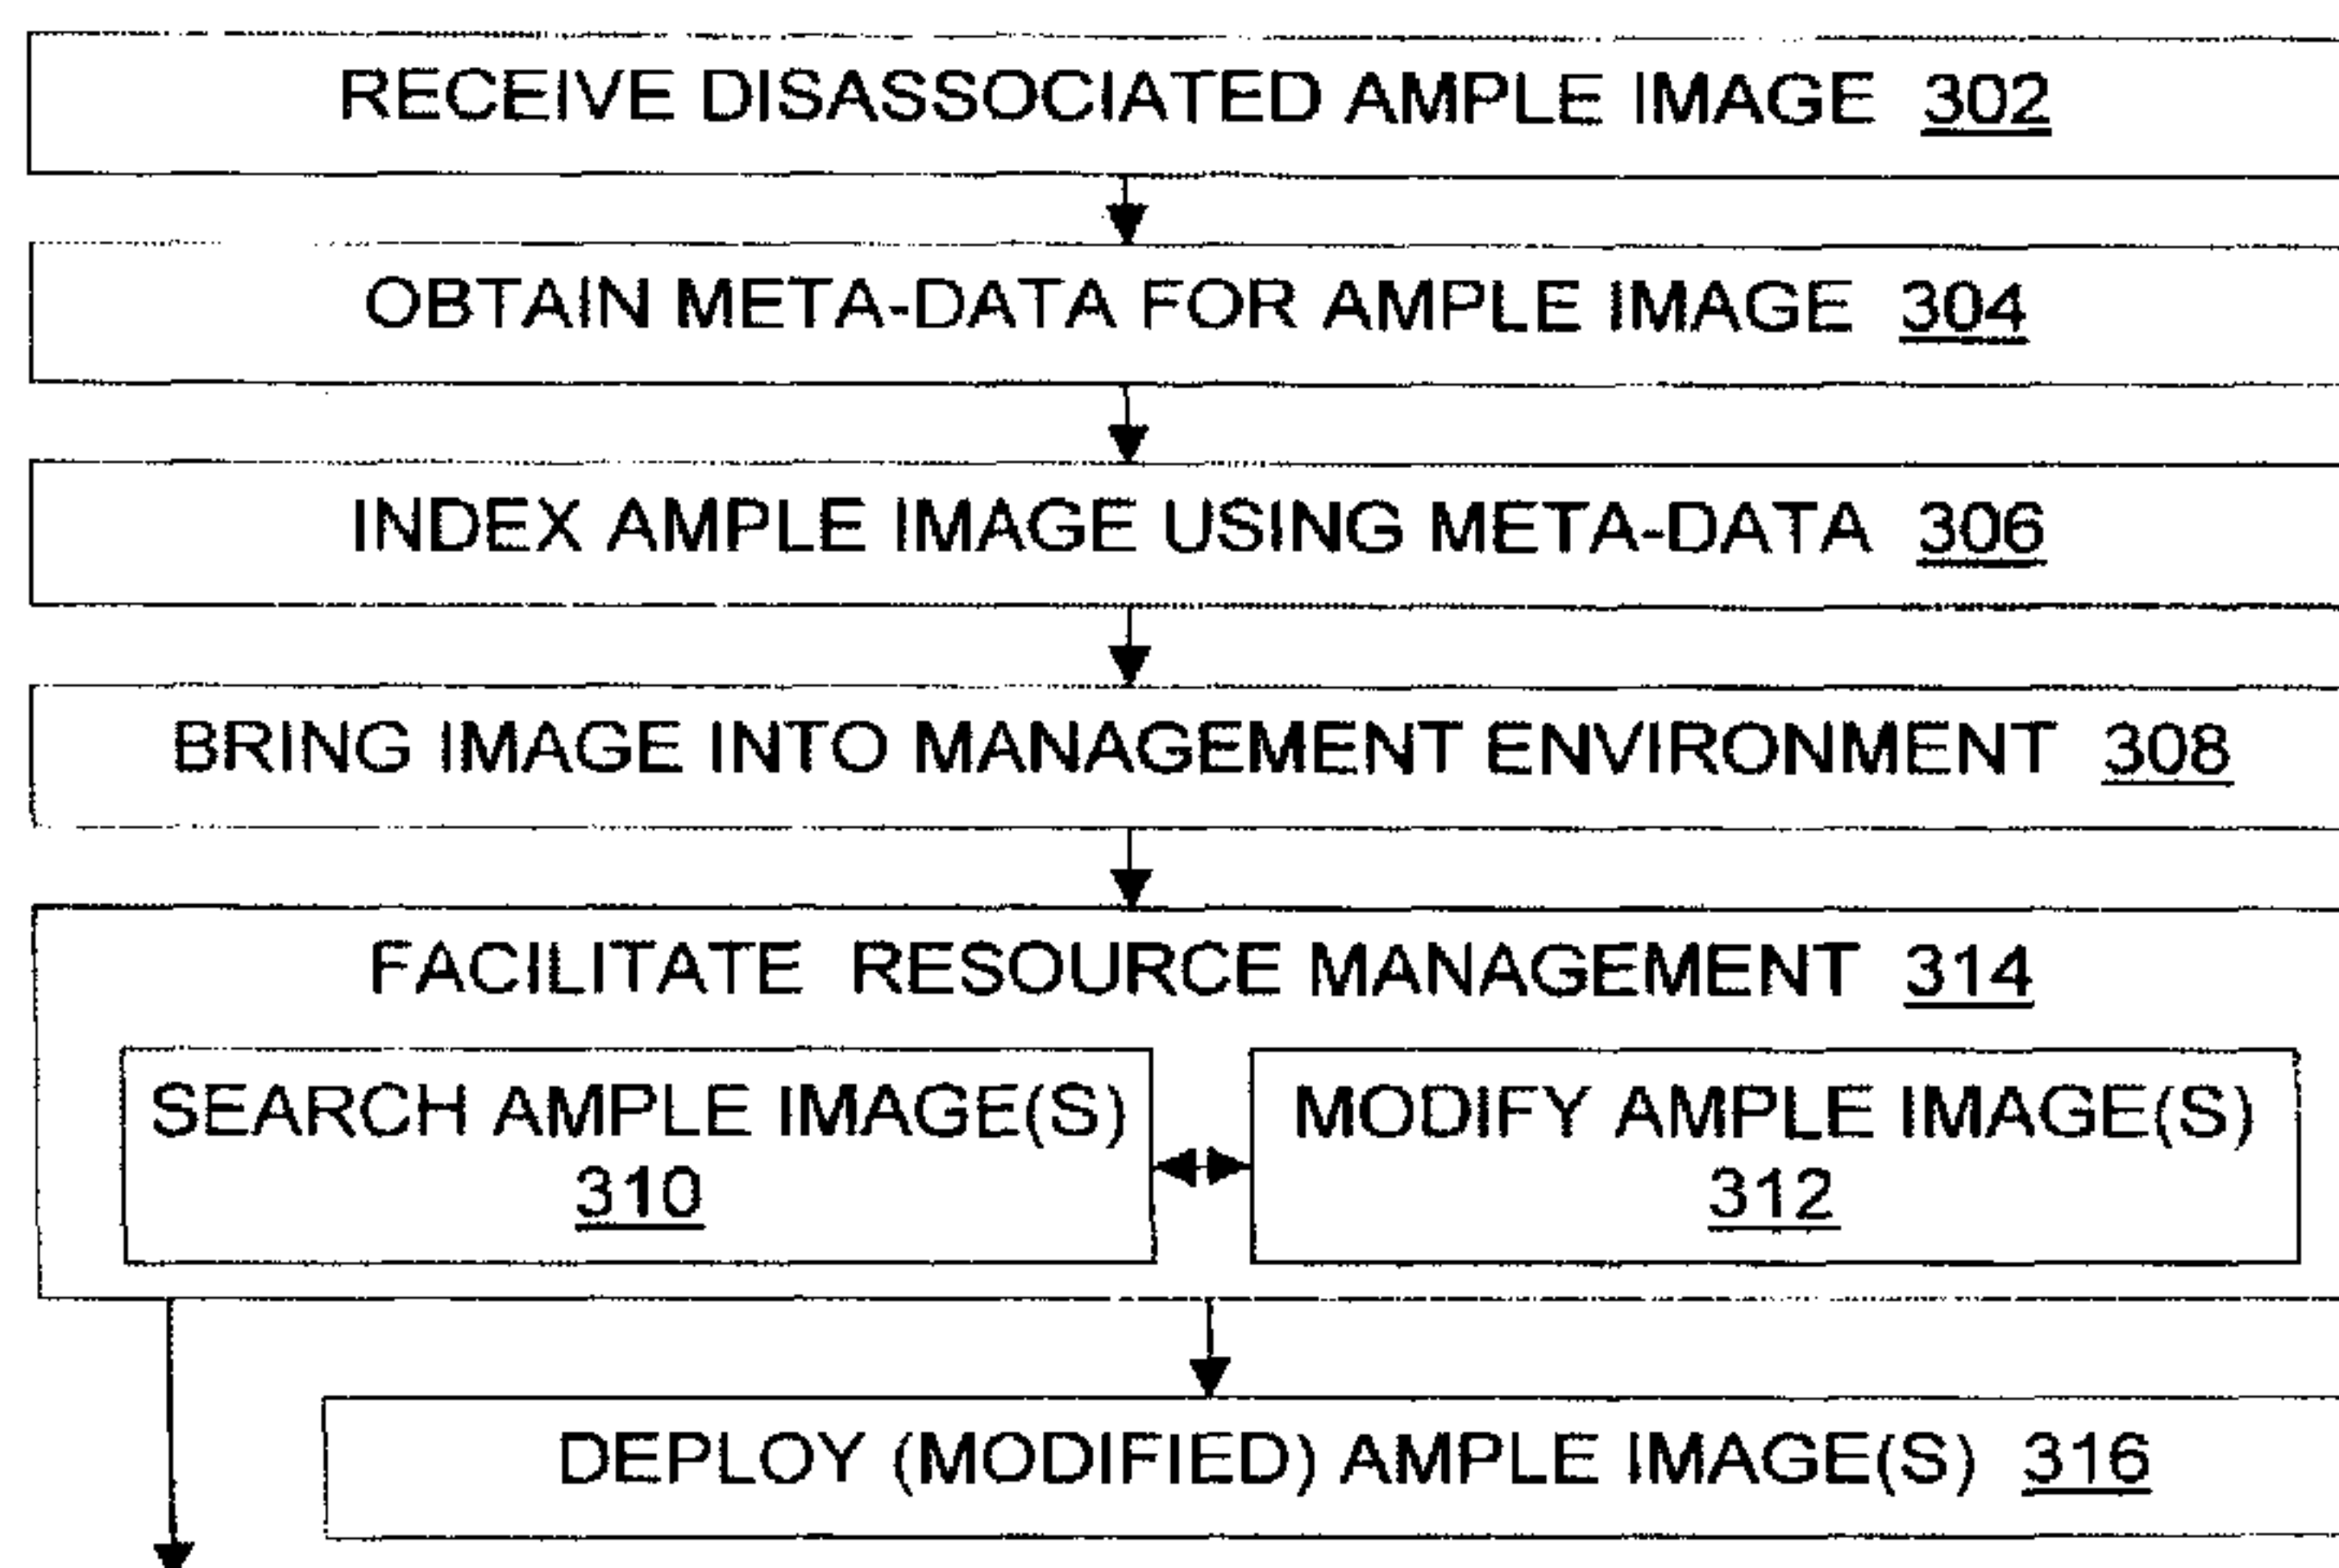 RECEIVE DISASSOCIATED AMPLE IMAGE 302
OBTAIN META-DATA FOR AMPLE IMAGE 304
INDEX AMPLE IMAGE USING META-DATA 306
BRING IMAGE INTO MANAGEMENT ENVIRONMENT 308
FACILITATE RESOURCE MANAGEMENT 314
SEARCH AMPLE IMAGE(S)
310
MODIFY AMPLE IMAGE(S)
312
DEPLOY (MODIFIED) AMPLE IMAGE(S) 316